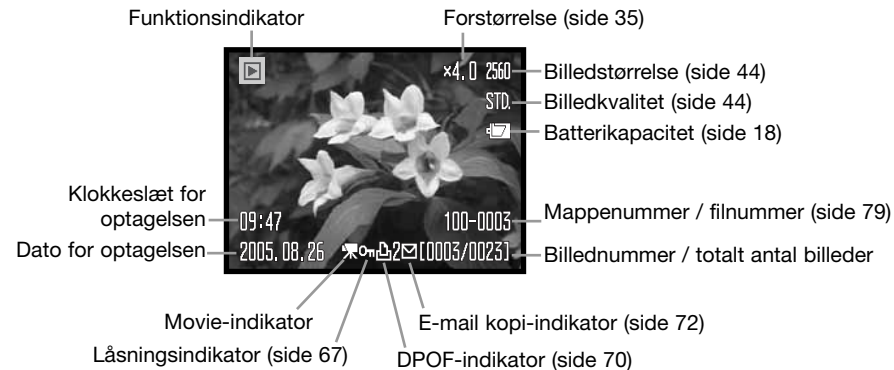 Funktionsindikator
Forstørrelse (side 35)
×4.0 2560
Billedstørrelse (side 44)
STD.
Billedkvalitet (side 44)
Batterikapacitet (side 18)
Klokkeslæt for
optagelsen
09:47
100-0003
Mappenummer / filnummer (side 79)
Dato for optagelsen
2005.08.26
2
[0003/0023]
Billednummer / totalt antal billeder
Movie-indikator
E-mail kopi-indikator (side 72)
Låsningsindikator (side 67)
DPOF-indikator (side 70)